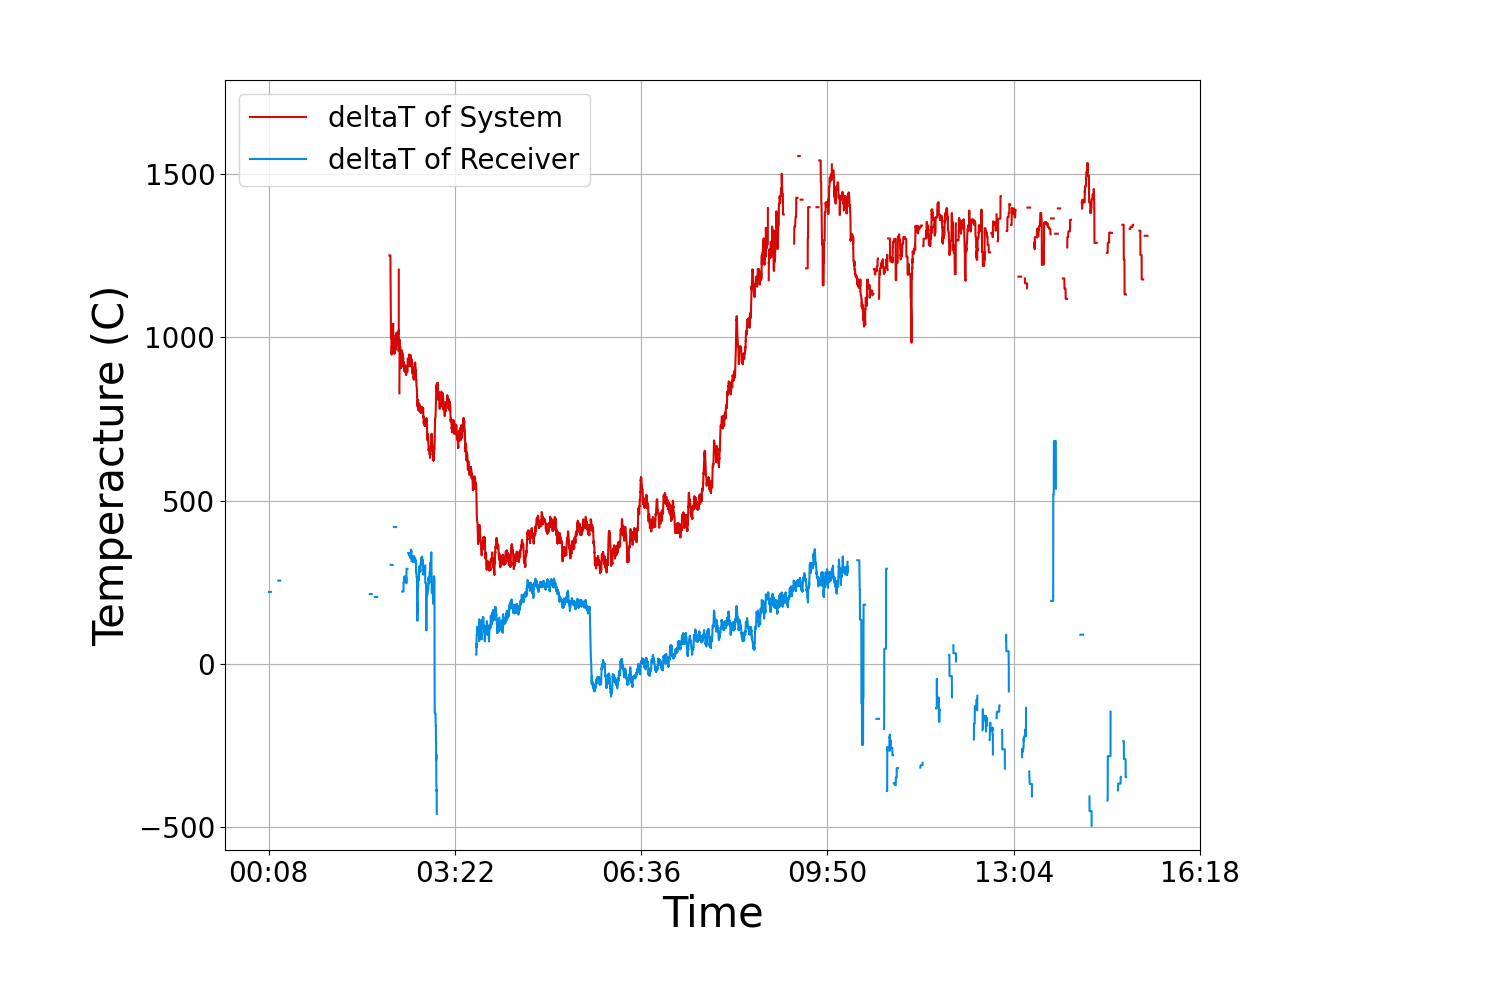 deltaT of System
deltaT of Receiver
Temperacture (C)
1500
1000
500
0
−500
00:08 03:22 06:36 09:50 13:04 16:18
Time